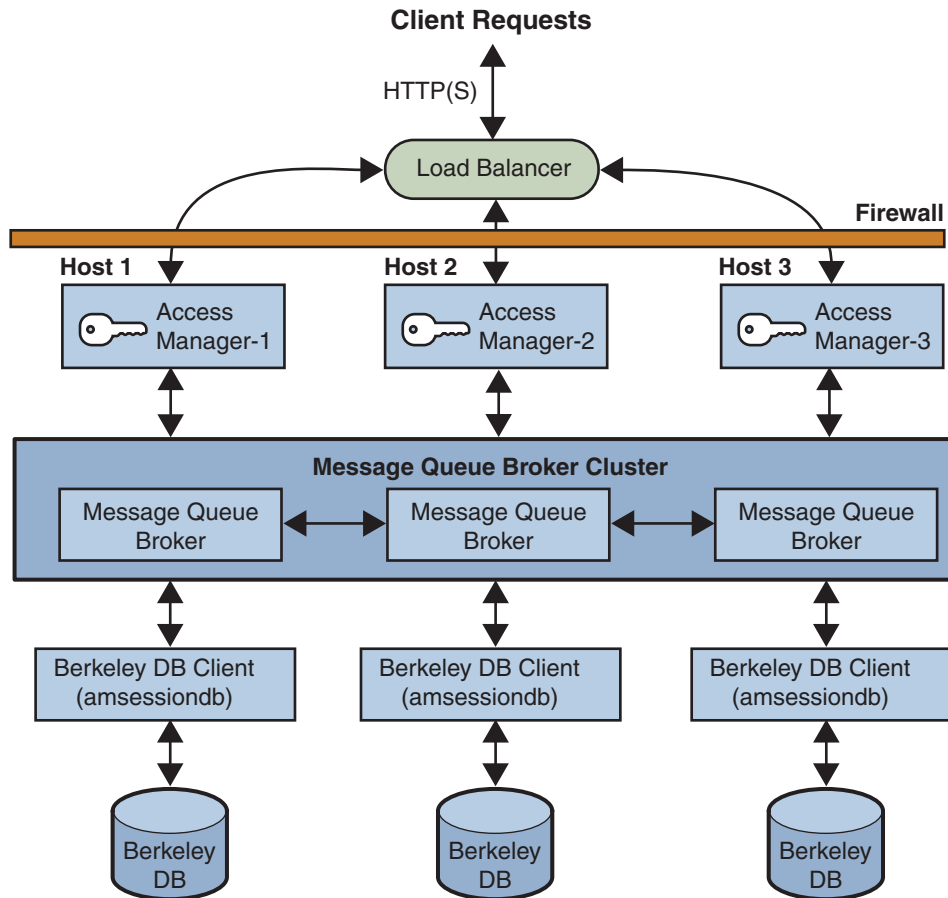 Client Requests
HTTP(S)
Load Balancer
Firewall
Host 1
Host 2
Host 3
Access
Manager-1
Access
Manager-2
Access
Manager-3
Message Queue Broker Cluster
Message Queue
Broker
Message Queue
Broker
Message Queue
Broker
Berkeley DB Client
(amsessiondb)
Berkeley DB Client
(amsessiondb)
Berkeley DB Client
(amsessiondb)
Berkeley
DB
Berkeley
DB
Berkeley
DB